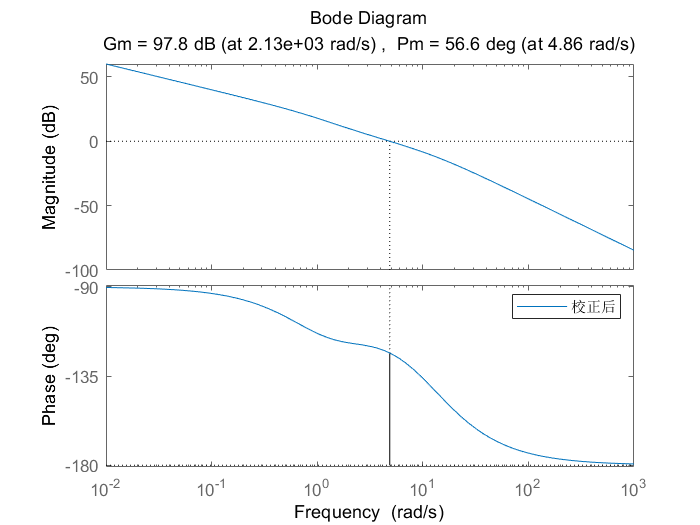 Bode Diagram
Gm = 97.8 dB (at 2.13e+03 rad/s) , Pm = 56.6 deg (at 4.86 rad/s)
Magnitude (dB)
50
0
-50
-100
Phase (deg)
-90
-135
-180
校正后
10^-2 10^-1 10^0 10^1 10^2 10^3
Frequency (rad/s)